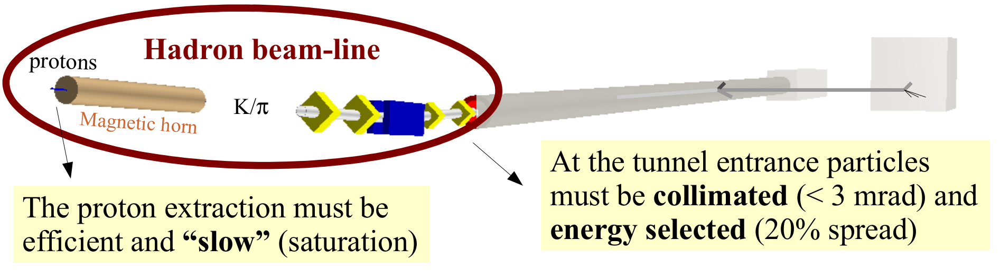 Hadron beam-line
protons
K/π
Magnetic horn
At the tunnel entrance particles
must be collimated (< 3 mrad) and
energy selected (20% spread)
The proton extraction must be
efficient and “slow” (saturation)